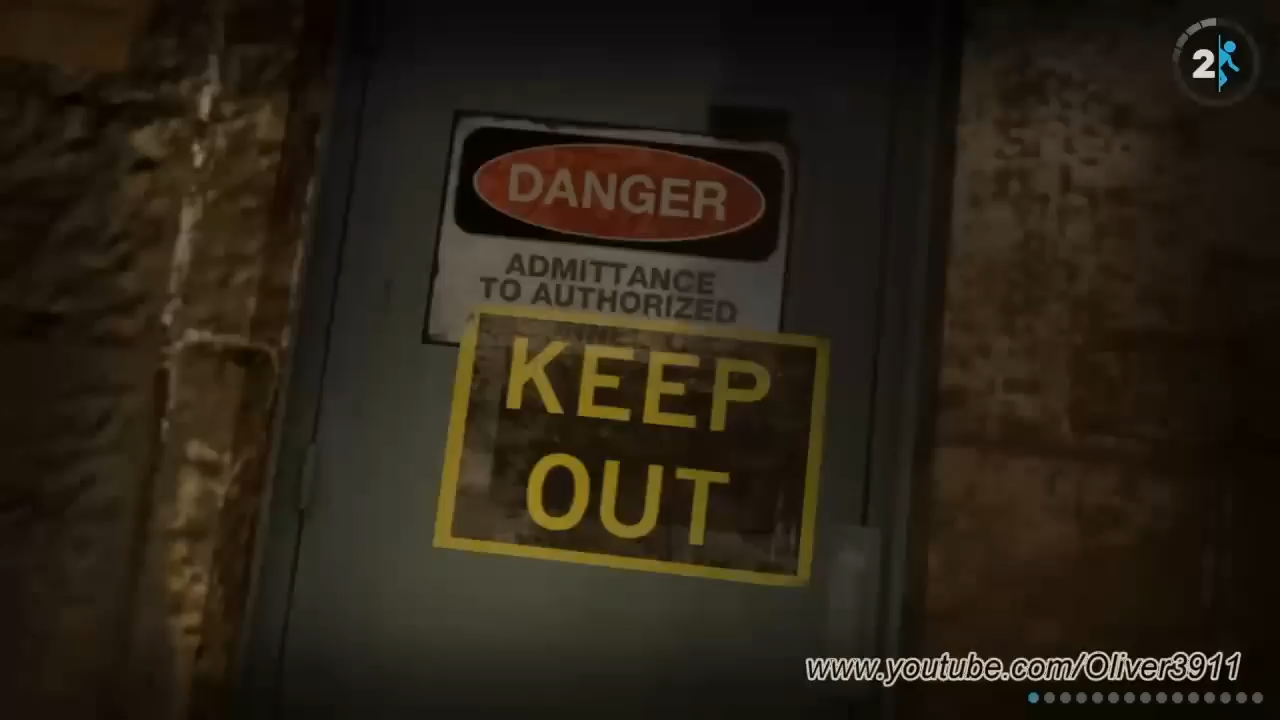 2
DANGER
ADMITTANCE
TO AUTHORIZED
KEEP
OUT
www.youtube.com/Oliver3911